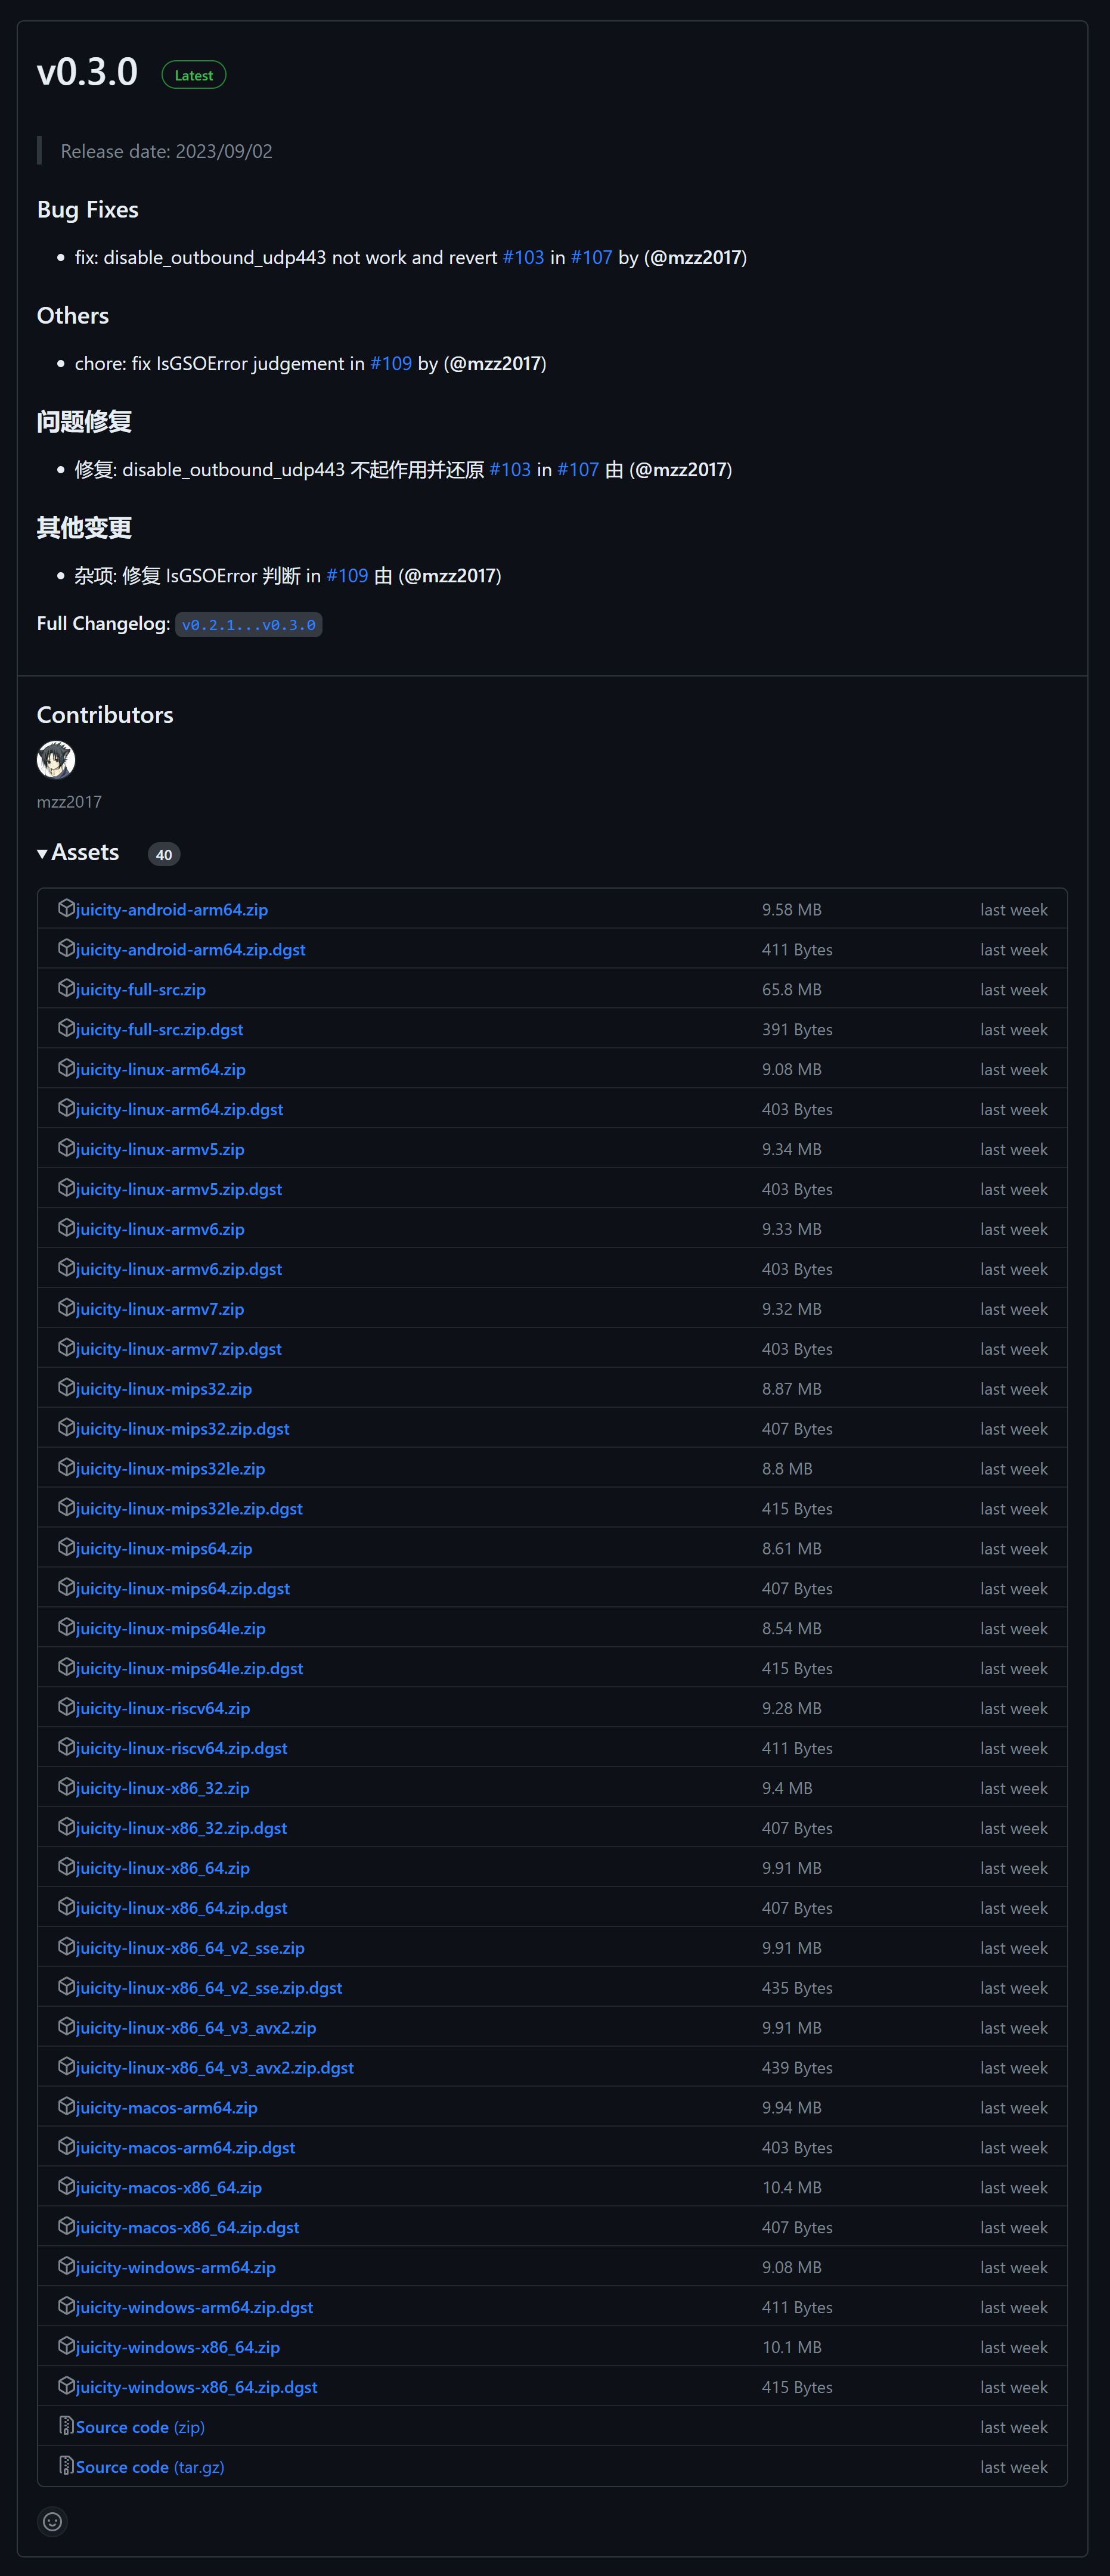 v0.3.0 Latest
Release date: 2023/09/02
Bug Fixes
fix: disable_outbound_udp443 not work and revert #103 in #107 by (@mzz2017)
Others
chore: fix IsGSOError judgement in #109 by (@mzz2017)
问题修复
修复: disable_outbound_udp443 不起作用并还原 #103 in #107 由 (@mzz2017)
其他变更
杂项: 修复 IsGSOError 判断 in #109 由 (@mzz2017)
Full Changelog: v0.2.1...v0.3.0
Contributors
mzz2017
Assets 40
juicity-android-arm64.zip 9.58 MB last week
juicity-android-arm64.zip.dgst 411 Bytes last week
juicity-full-src.zip 65.8 MB last week
juicity-full-src.zip.dgst 391 Bytes last week
juicity-linux-arm64.zip 9.08 MB last week
juicity-linux-arm64.zip.dgst 403 Bytes last week
juicity-linux-armv5.zip 9.34 MB last week
juicity-linux-armv5.zip.dgst 403 Bytes last week
juicity-linux-armv6.zip 9.33 MB last week
juicity-linux-armv6.zip.dgst 403 Bytes last week
juicity-linux-armv7.zip 9.32 MB last week
juicity-linux-armv7.zip.dgst 403 Bytes last week
juicity-linux-mips32.zip 8.87 MB last week
juicity-linux-mips32.zip.dgst 407 Bytes last week
juicity-linux-mips32le.zip 8.8 MB last week
juicity-linux-mips32le.zip.dgst 415 Bytes last week
juicity-linux-mips64.zip 8.61 MB last week
juicity-linux-mips64.zip.dgst 407 Bytes last week
juicity-linux-mips64le.zip 8.54 MB last week
juicity-linux-mips64le.zip.dgst 415 Bytes last week
juicity-linux-riscv64.zip 9.28 MB last week
juicity-linux-riscv64.zip.dgst 411 Bytes last week
juicity-linux-x86_32.zip 9.4 MB last week
juicity-linux-x86_32.zip.dgst 407 Bytes last week
juicity-linux-x86_64.zip 9.91 MB last week
juicity-linux-x86_64.zip.dgst 407 Bytes last week
juicity-linux-x86_64_v2_sse.zip 9.91 MB last week
juicity-linux-x86_64_v2_sse.zip.dgst 435 Bytes last week
juicity-linux-x86_64_v3_avx2.zip 9.91 MB last week
juicity-linux-x86_64_v3_avx2.zip.dgst 439 Bytes last week
juicity-macos-arm64.zip 9.94 MB last week
juicity-macos-arm64.zip.dgst 403 Bytes last week
juicity-macos-x86_64.zip 10.4 MB last week
juicity-macos-x86_64.zip.dgst 407 Bytes last week
juicity-windows-arm64.zip 9.08 MB last week
juicity-windows-arm64.zip.dgst 411 Bytes last week
juicity-windows-x86_64.zip 10.1 MB last week
juicity-windows-x86_64.zip.dgst 415 Bytes last week
Source code (zip) last week
Source code (tar.gz) last week